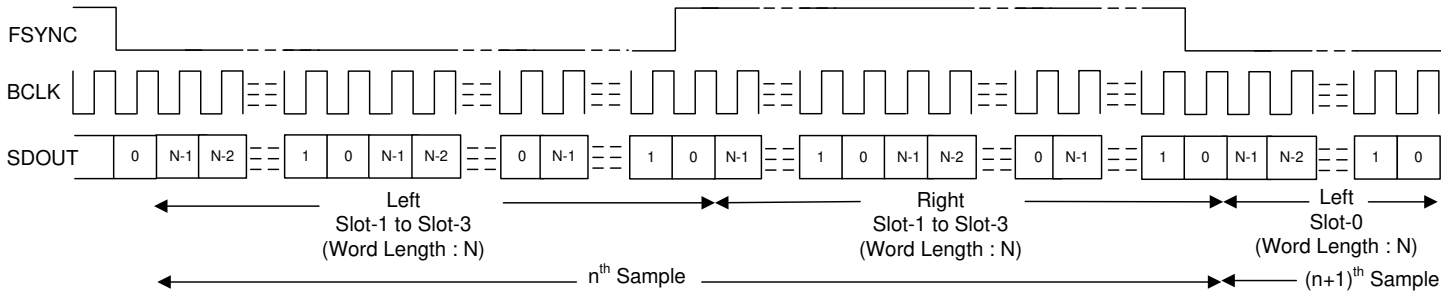 FSYNC
BCLK
SDOUT 0 N-1 N-2 1 0 N-1 N-2 0 N-1 1 0 N-1 1 0 N-1 N-2 0 N-1 1 0 N-1 N-2 1 0
Left
Slot-1 to Slot-3
(Word Length : N)
Right
Slot-1 to Slot-3
(Word Length : N)
Left
Slot-0
(Word Length : N)
nth Sample
(n+1)th Sample